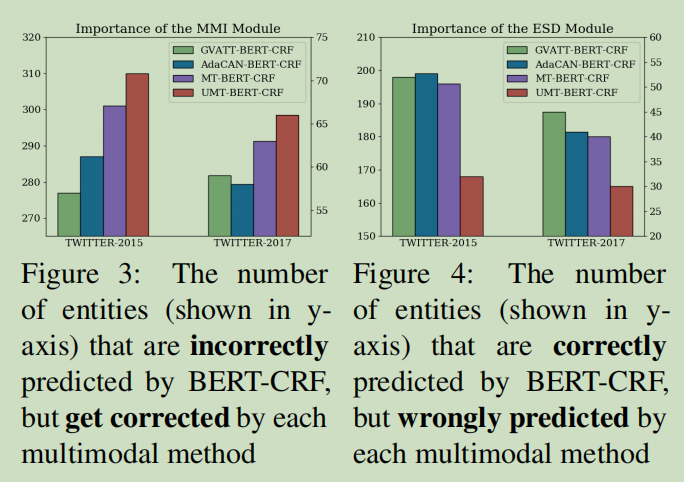 Importance of the MMI Module
320
310
300
290
280
270
75
70
65
60
55
GVATT-BERT-CRF
AdaCAN-BERT-CRF
MT-BERT-CRF
UMT-BERT-CRF
TWITTER-2015
TWITTER-2017
Figure 3: The number
of entities (shown in y-
axis) that are incorrectly
predicted by BERT-CRF,
but get corrected by each
multimodal method
Importance of the ESD Module
210
200
190
180
170
160
150
60
55
50
45
40
35
30
25
20
GVATT-BERT-CRF
AdaCAN-BERT-CRF
MT-BERT-CRF
UMT-BERT-CRF
TWITTER-2015
TWITTER-2017
Figure 4: The number
of entities (shown in y-
axis) that are correctly
predicted by BERT-CRF,
but wrongly predicted by
each multimodal method